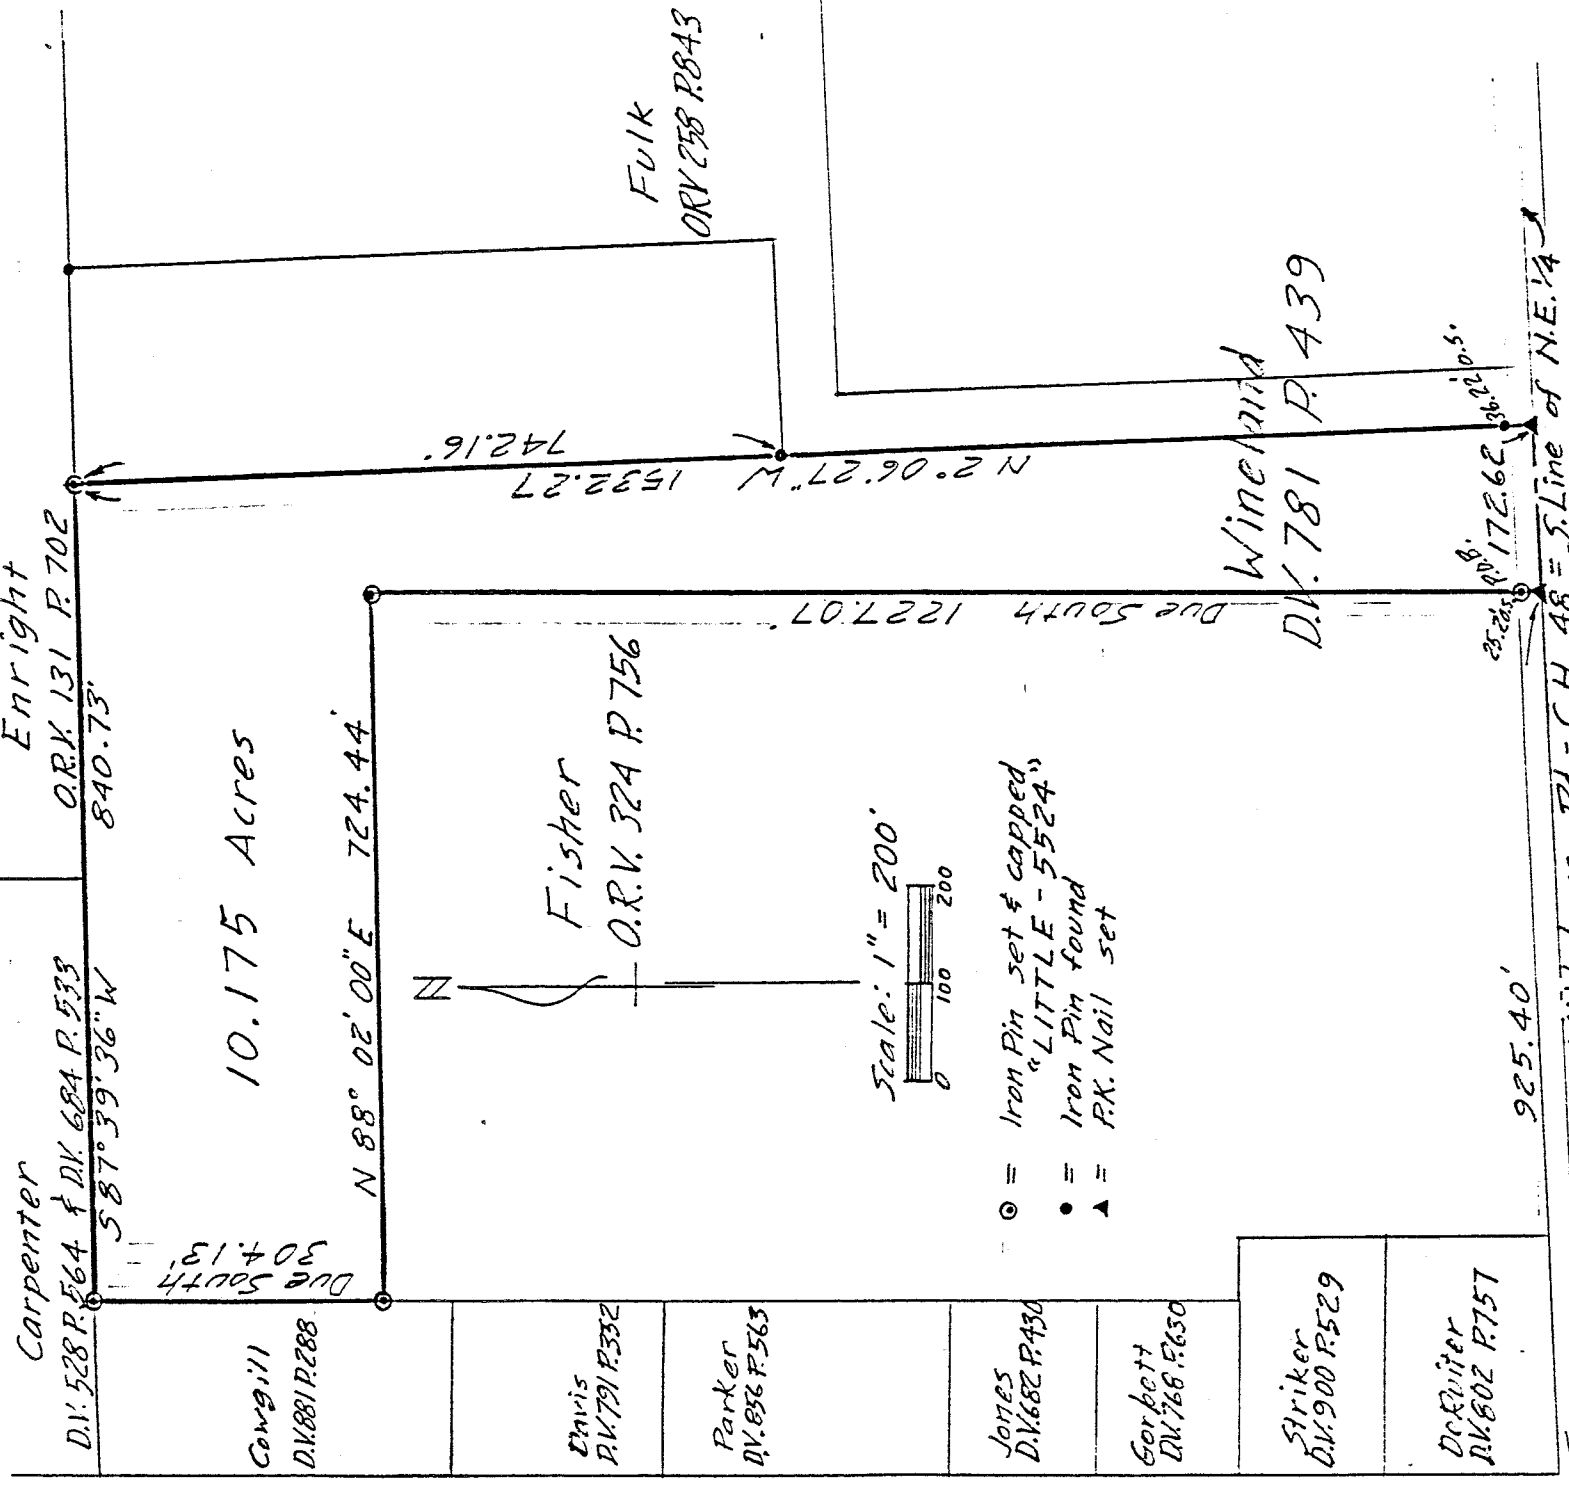 Carpenter
D.V. 528 P. 564 & D.V. 684 P. 533
Enright
O.R.V. 131 P. 702
S 87° 39' 36" W
840.73'
Due South
304.13'
10.175 Acres
N 88° 02' 00" E 724.44'
742.16'
1532.27
N 2° 06' 27" W
Fulk
ORV 258 P.843
Fisher
O.R.V. 324 P. 756
N
Due South 1227.07'
Wineland
D.V. 781 P. 439
Scale: 1" = 200'
0 100 200
= Iron Pin set & capped
"LITTLE - 5524"
= Iron Pin found
= P.K. Nail set
Cowgill
D.V. 881 P. 288
Davis
D.V. 791 P. 332
Parker
D.V. 856 P. 563
Jones
D.V. 682 P. 430
Gorbett
D.V. 768 P. 630
Striker
D.V. 900 P. 529
DeRuiter
D.V. 802 P. 757
925.40'
25.20'
P.O.B.
172.62
36.22' O.S.
C.H. 48 = S. Line of N.E. 1/4